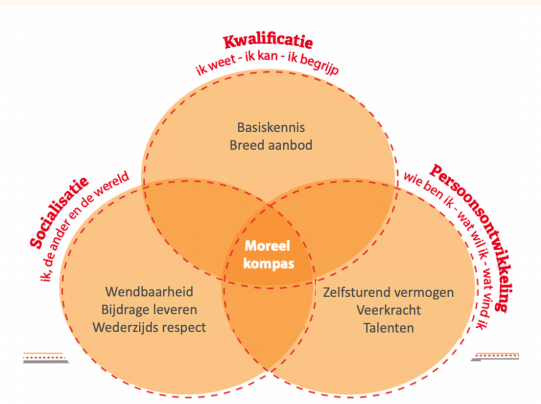 Kwalificatie
ik weet - ik kan - ik begrijp
Basiskennis
Breed aanbod
Socialisatie
ik, de ander en de wereld
Persoonsontwikkeling
wie ben ik - wat wil ik - wat vind ik
Moreel
kompas
Wendbaarheid
Bijdrage leveren
Wederzijds respect
Zelfsturend vermogen
Veerkracht
Talenten